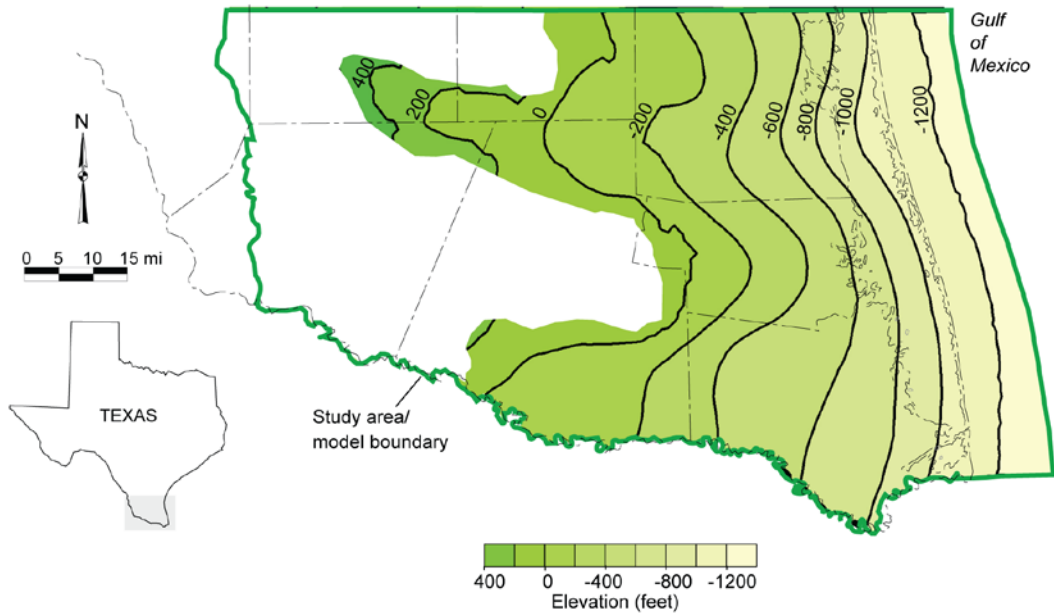 Gulf
of
Mexico
400
200
0
-200
-400
-600
-800
-1000
-1200
N
0 5 10 15 mi
TEXAS
Study area/
model boundary
400 0 -400 -800 -1200
Elevation (feet)